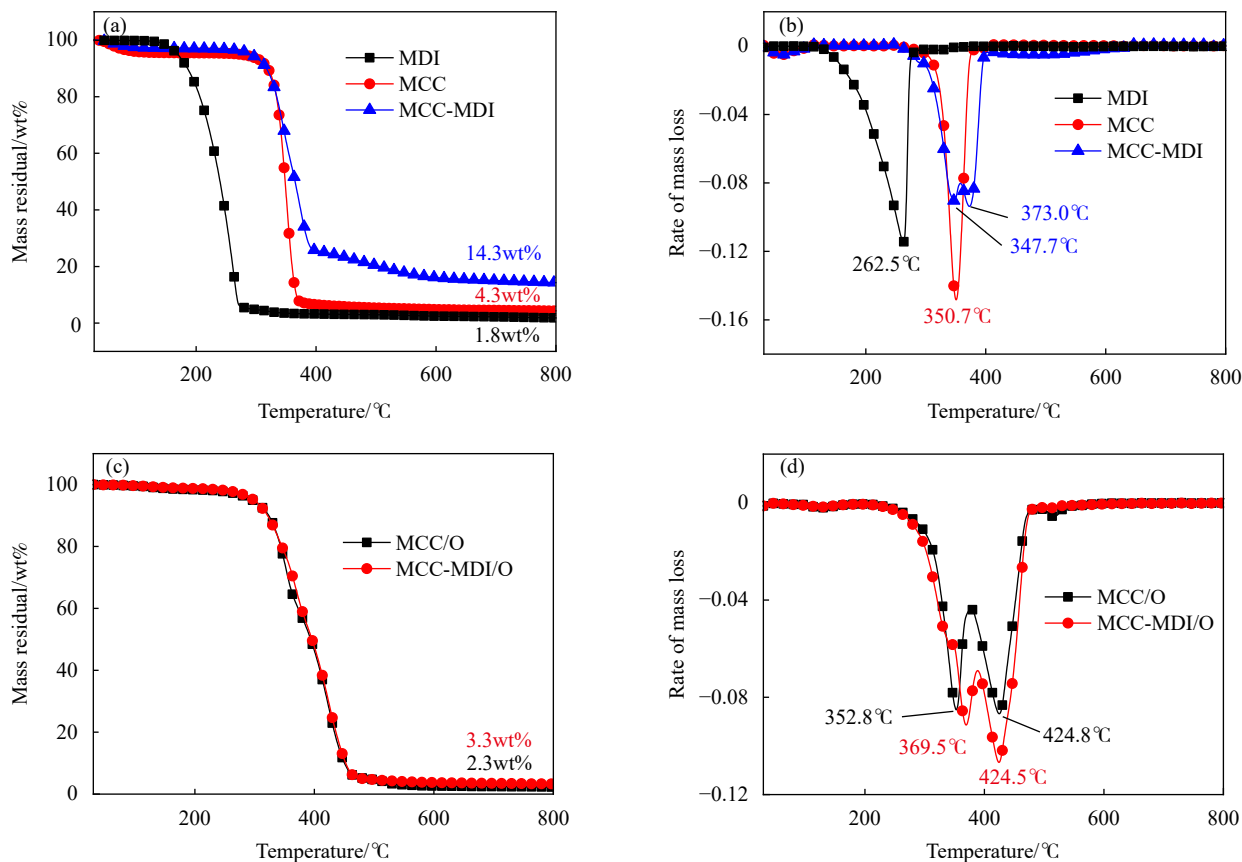 (a)
100
80
60
40
20
0
Mass residual/wt%
MDI
MCC
MCC-MDI
14.3wt%
4.3wt%
1.8wt%
200
400
600
800
Temperature/℃
(b)
0
−0.04
−0.08
−0.12
−0.16
Rate of mass loss
MDI
MCC
MCC-MDI
373.0℃
347.7℃
262.5℃
350.7℃
200
400
600
800
Temperature/℃
(c)
100
80
60
40
20
0
Mass residual/wt%
MCC/O
MCC-MDI/O
3.3wt%
2.3wt%
200
400
600
800
Temperature/℃
(d)
0
−0.04
−0.08
−0.12
Rate of mass loss
MCC/O
MCC-MDI/O
352.8℃
424.8℃
369.5℃
424.5℃
200
400
600
800
Temperature/℃